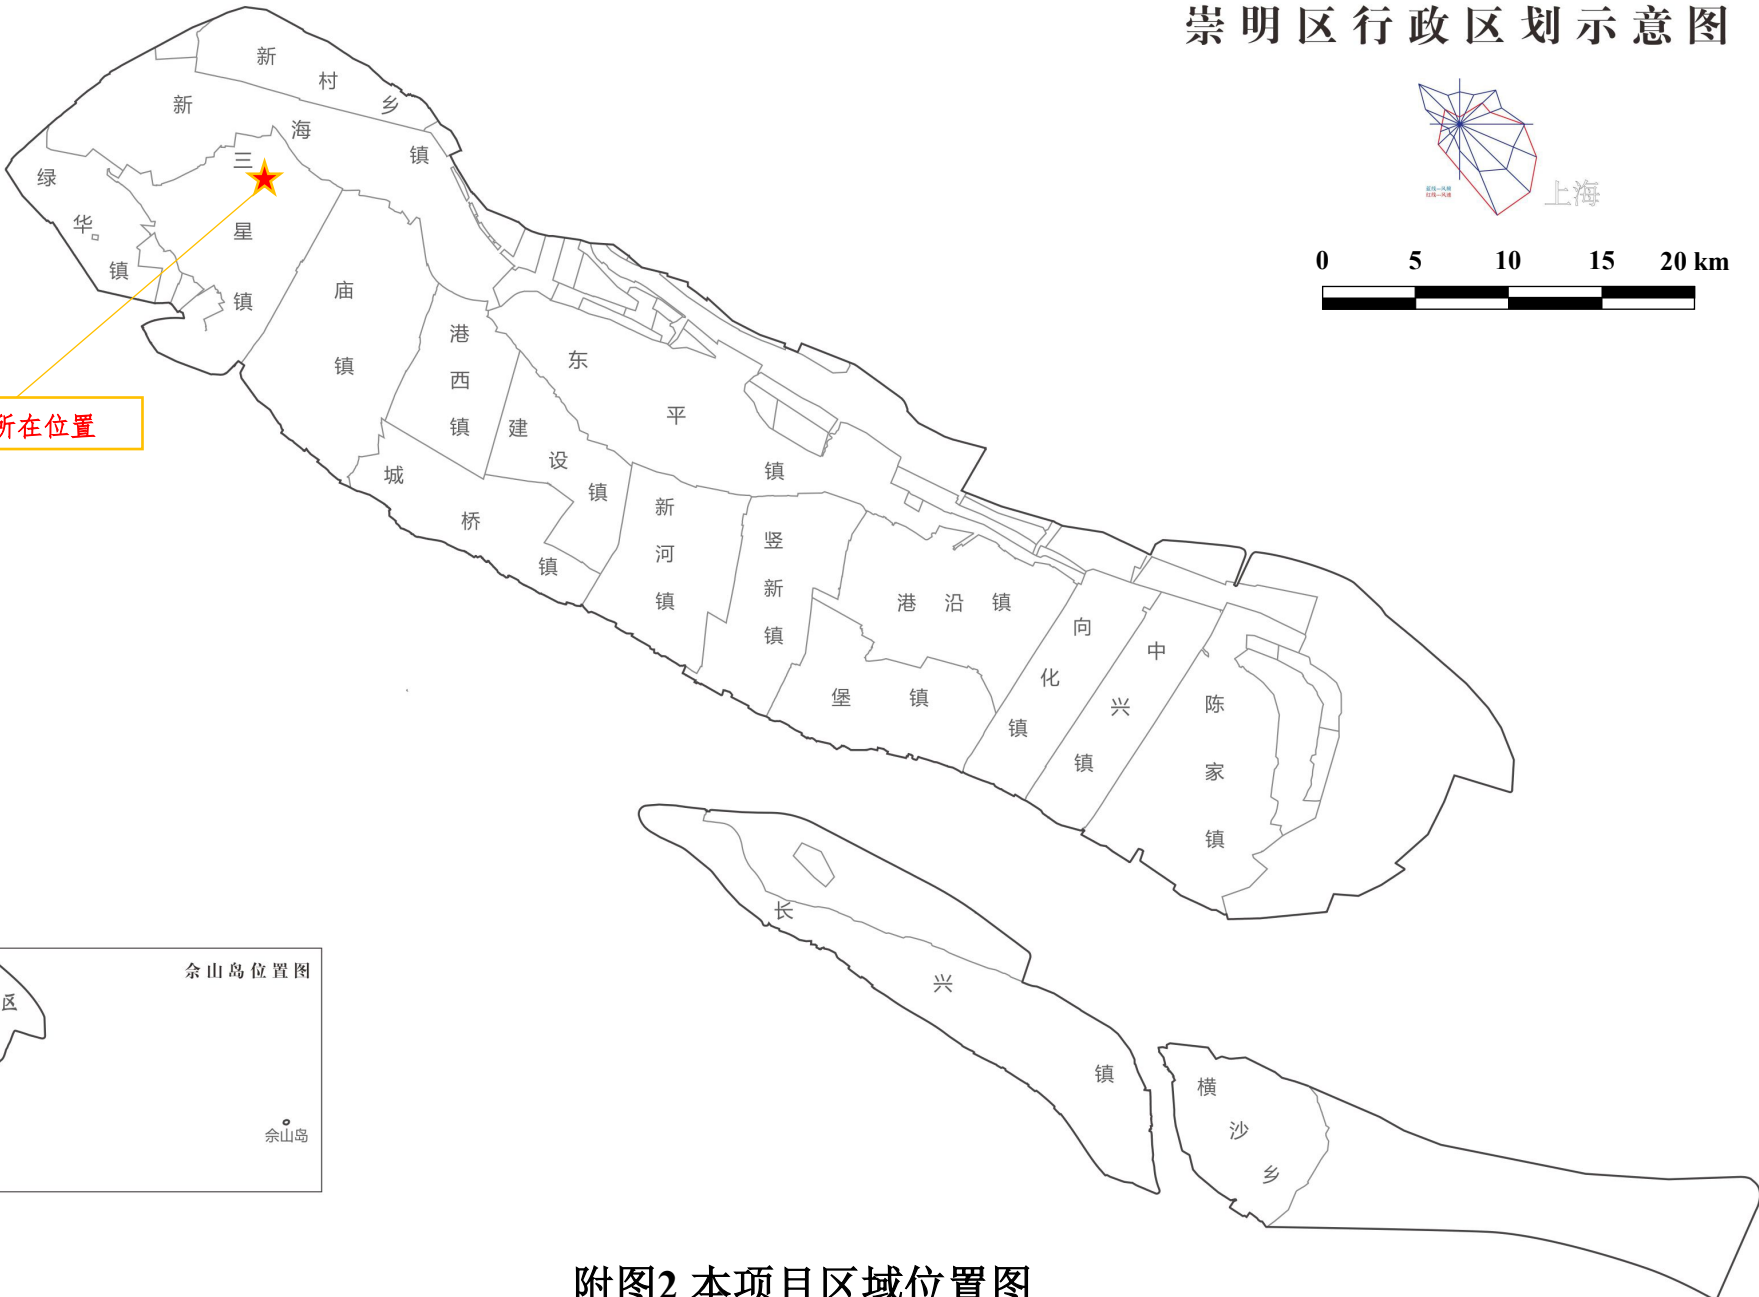 崇明区行政区划示意图
上海
0 5 10 15 20 km
新村乡
新海镇
绿华镇
三星镇
庙镇
港西镇
建设镇
东平镇
城桥镇
新河镇
竖新镇
港沿镇
堡镇
向化镇
中兴镇
陈家镇
长兴镇
横沙乡
所在位置
佘山岛位置图
区
佘山岛
附图2 本项目区域位置图